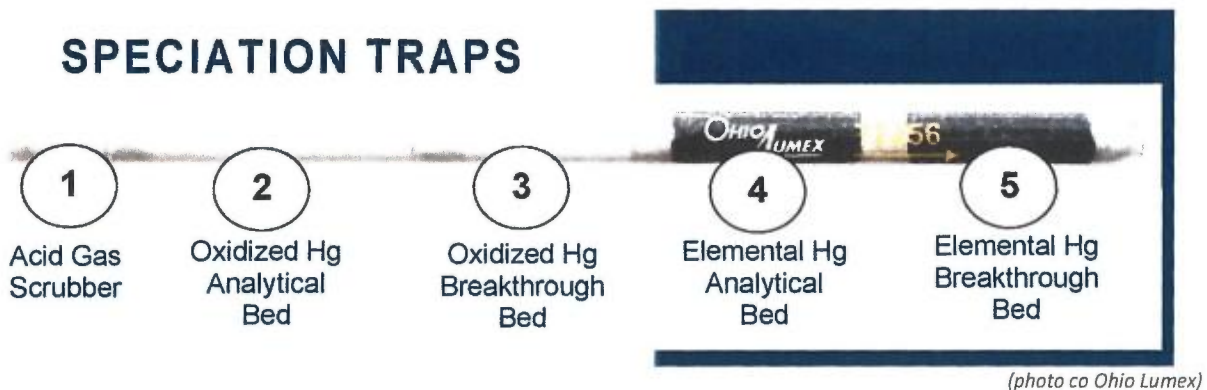 SPECIATION TRAPS
OHIO LUMEX
56
1
2
3
4
5
Acid Gas
Scrubber
Oxidized Hg
Analytical
Bed
Oxidized Hg
Breakthrough
Bed
Elemental Hg
Analytical
Bed
Elemental Hg
Breakthrough
Bed
(photo co Ohio Lumex)